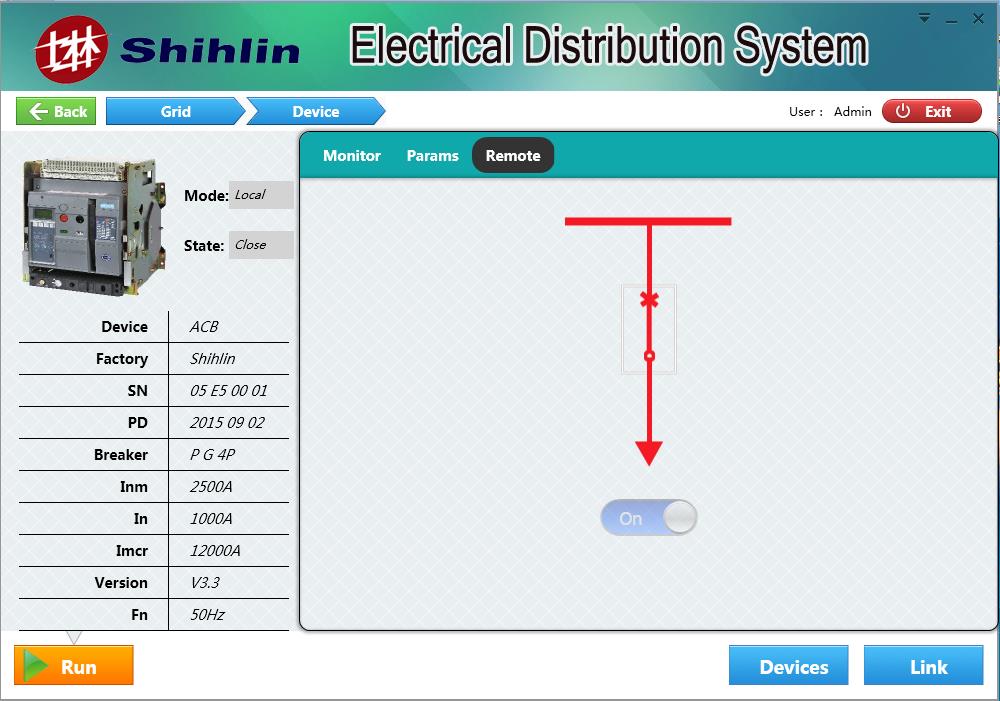 士林 Shihlin Electrical Distribution System
Back Grid Device User : Admin Exit
Monitor Params Remote
Mode: Local
State: Close
Device ACB
Factory Shihlin
SN 05 E5 00 01
PD 2015 09 02
Breaker P G 4P
Inm 2500A
In 1000A
Imcr 12000A
Version V3.3
Fn 50Hz
On
Run Devices Link